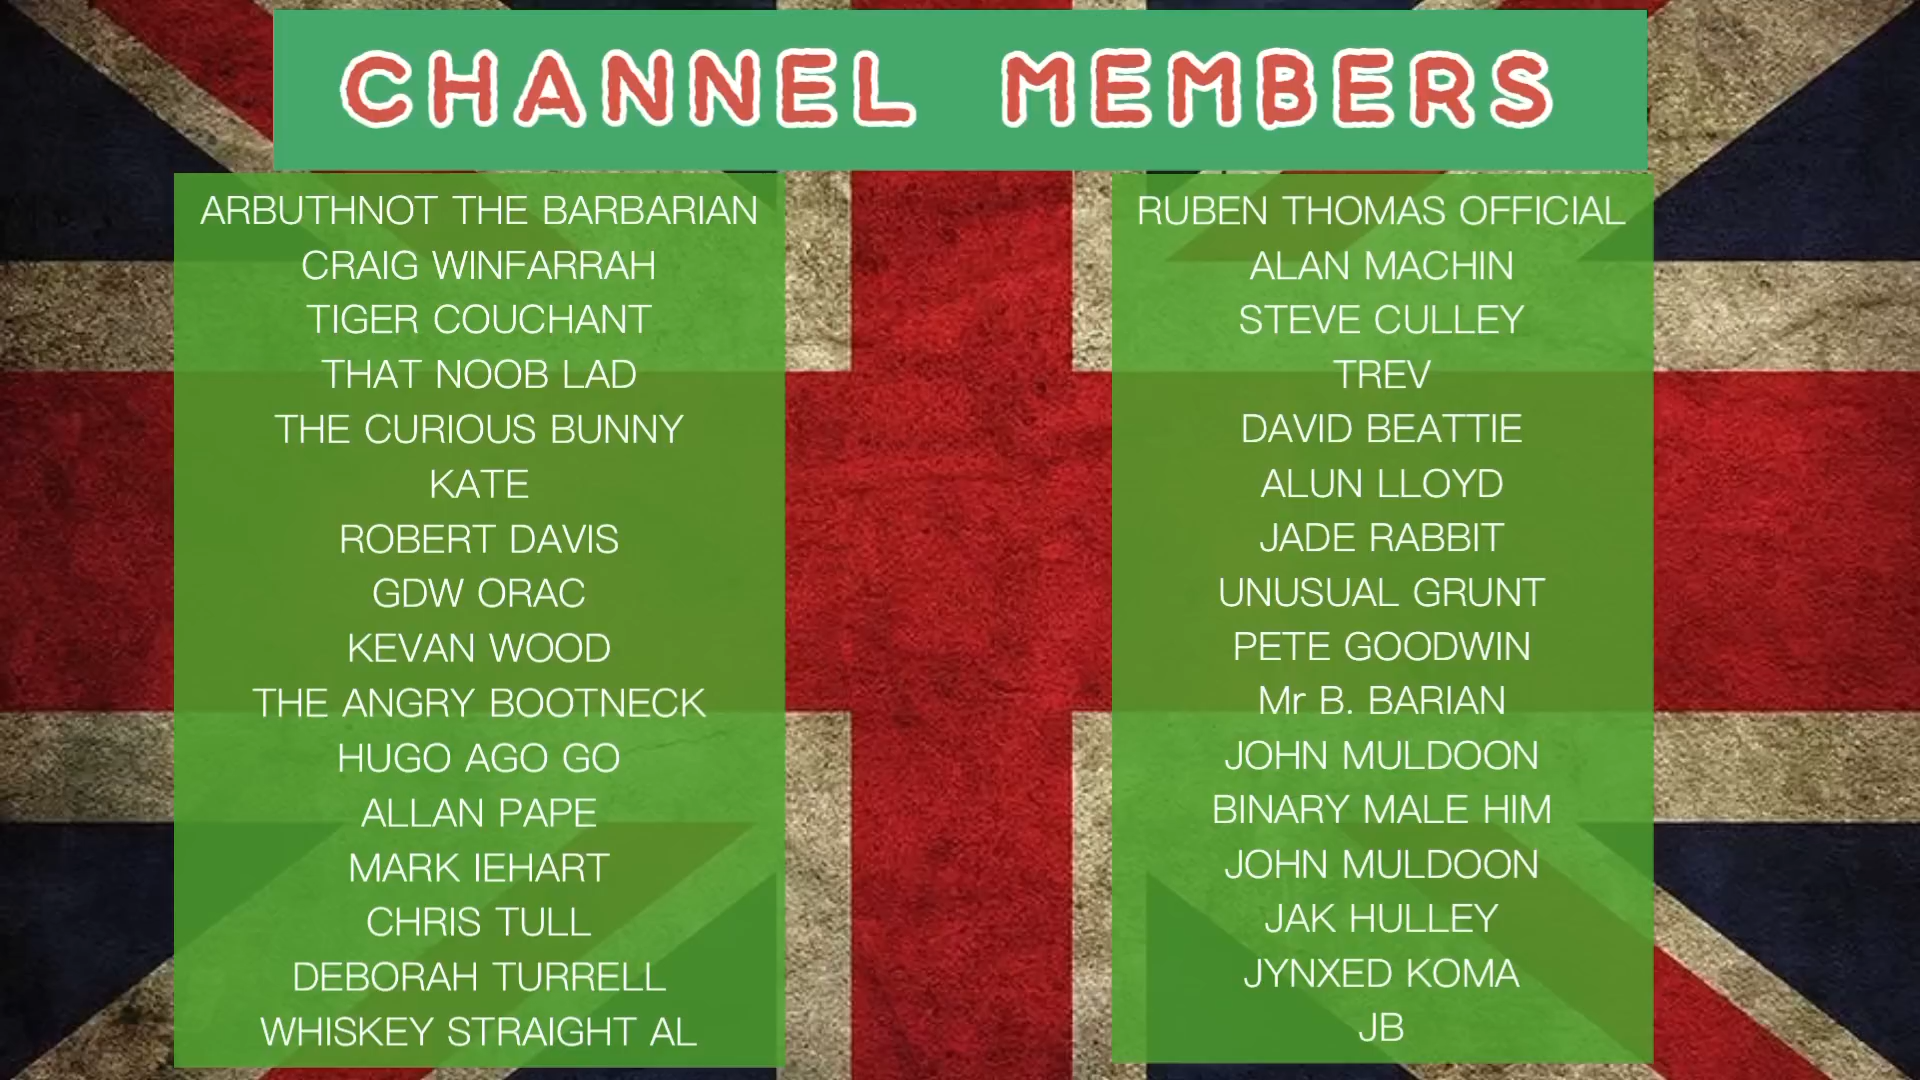 CHANNEL MEMBERS
ARBUTHNOT THE BARBARIAN
CRAIG WINFARRAH
TIGER COUCHANT
THAT NOOB LAD
THE CURIOUS BUNNY
KATE
ROBERT DAVIS
GDW ORAC
KEVAN WOOD
THE ANGRY BOOTNECK
HUGO AGO GO
ALLAN PAPE
MARK IEHART
CHRIS TULL
DEBORAH TURRELL
WHISKEY STRAIGHT AL
RUBEN THOMAS OFFICIAL
ALAN MACHIN
STEVE CULLEY
TREV
DAVID BEATTIE
ALUN LLOYD
JADE RABBIT
UNUSUAL GRUNT
PETE GOODWIN
Mr B. BARIAN
JOHN MULDOON
BINARY MALE HIM
JOHN MULDOON
JAK HULLEY
JYNXED KOMA
JB